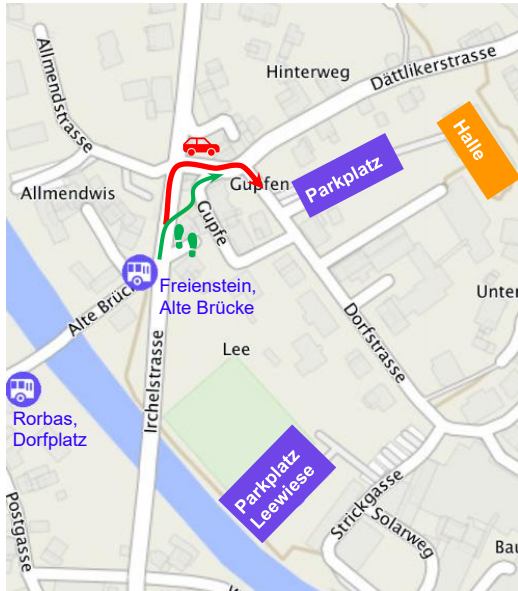 Allmendstrasse
Hinterweg
Dättlikerstrasse
Halle
Parkplatz
Gupfen
Allmendwis
Gupfe
Freienstein,
Alte Brücke
Alte Brück
Unter
Dorfstrasse
Irchelstrasse
Lee
Rorbas,
Dorfplatz
Parkplatz
Leewiese
Strickgasse
Solarweg
Postgasse
Bau